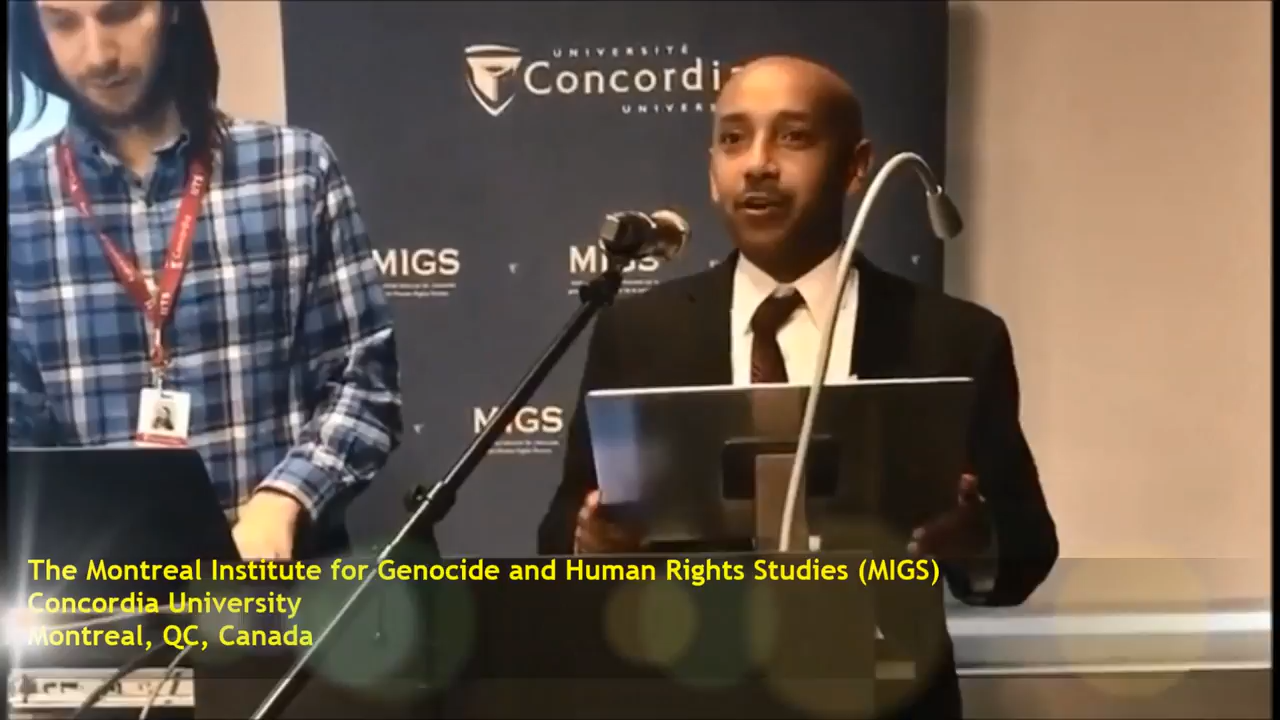 UNIVERSITÉ
Concordi
UNIVER
MIGS
MIGS
MIGS
The Montreal Institute for Genocide and Human Rights Studies (MIGS)
Concordia University
Montreal, QC, Canada